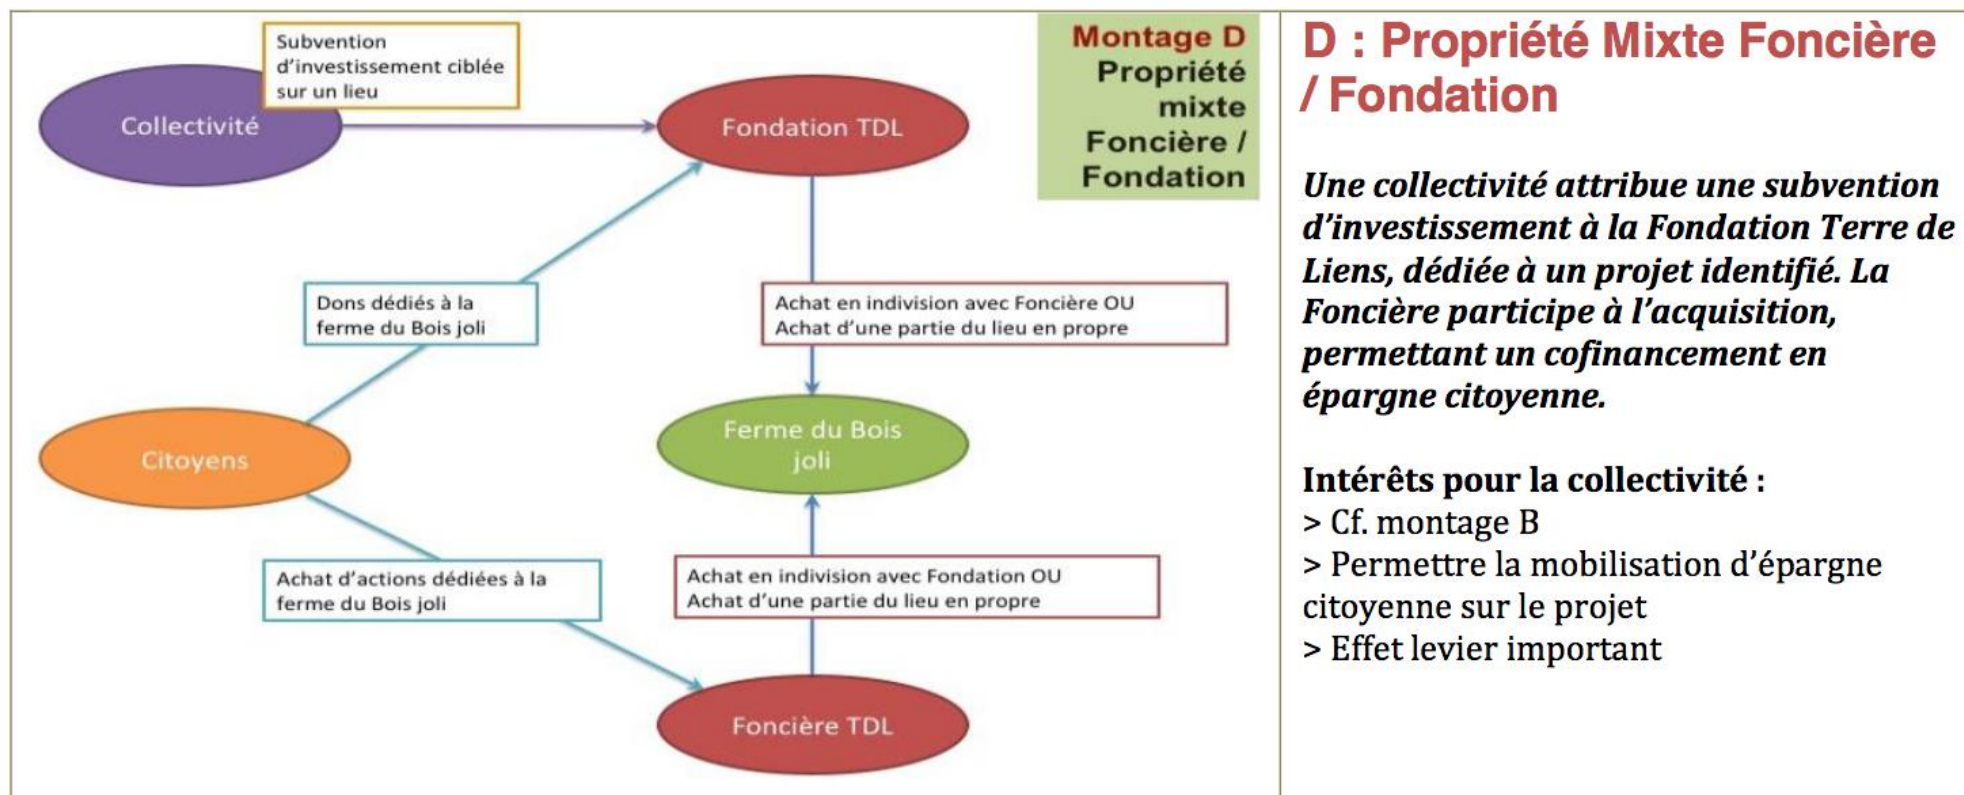 Subvention
d'investissement ciblée
sur un lieu
Collectivité
Fondation TDL
Montage D
Propriété
mixte
Foncière /
Fondation
Dons dédiés à la
ferme du Bois joli
Achat en indivision avec Foncière OU
Achat d'une partie du lieu en propre
Citoyens
Ferme du Bois
joli
Achat d'actions dédiées à la
ferme du Bois joli
Achat en indivision avec Fondation OU
Achat d'une partie du lieu en propre
Foncière TDL
D : Propriété Mixte Foncière
/ Fondation
Une collectivité attribue une subvention
d'investissement à la Fondation Terre de
Liens, dédiée à un projet identifié. La
Foncière participe à l'acquisition,
permettant un cofinancement en
épargne citoyenne.
Intérêts pour la collectivité :
> Cf. montage B
> Permettre la mobilisation d'épargne
citoyenne sur le projet
> Effet levier important